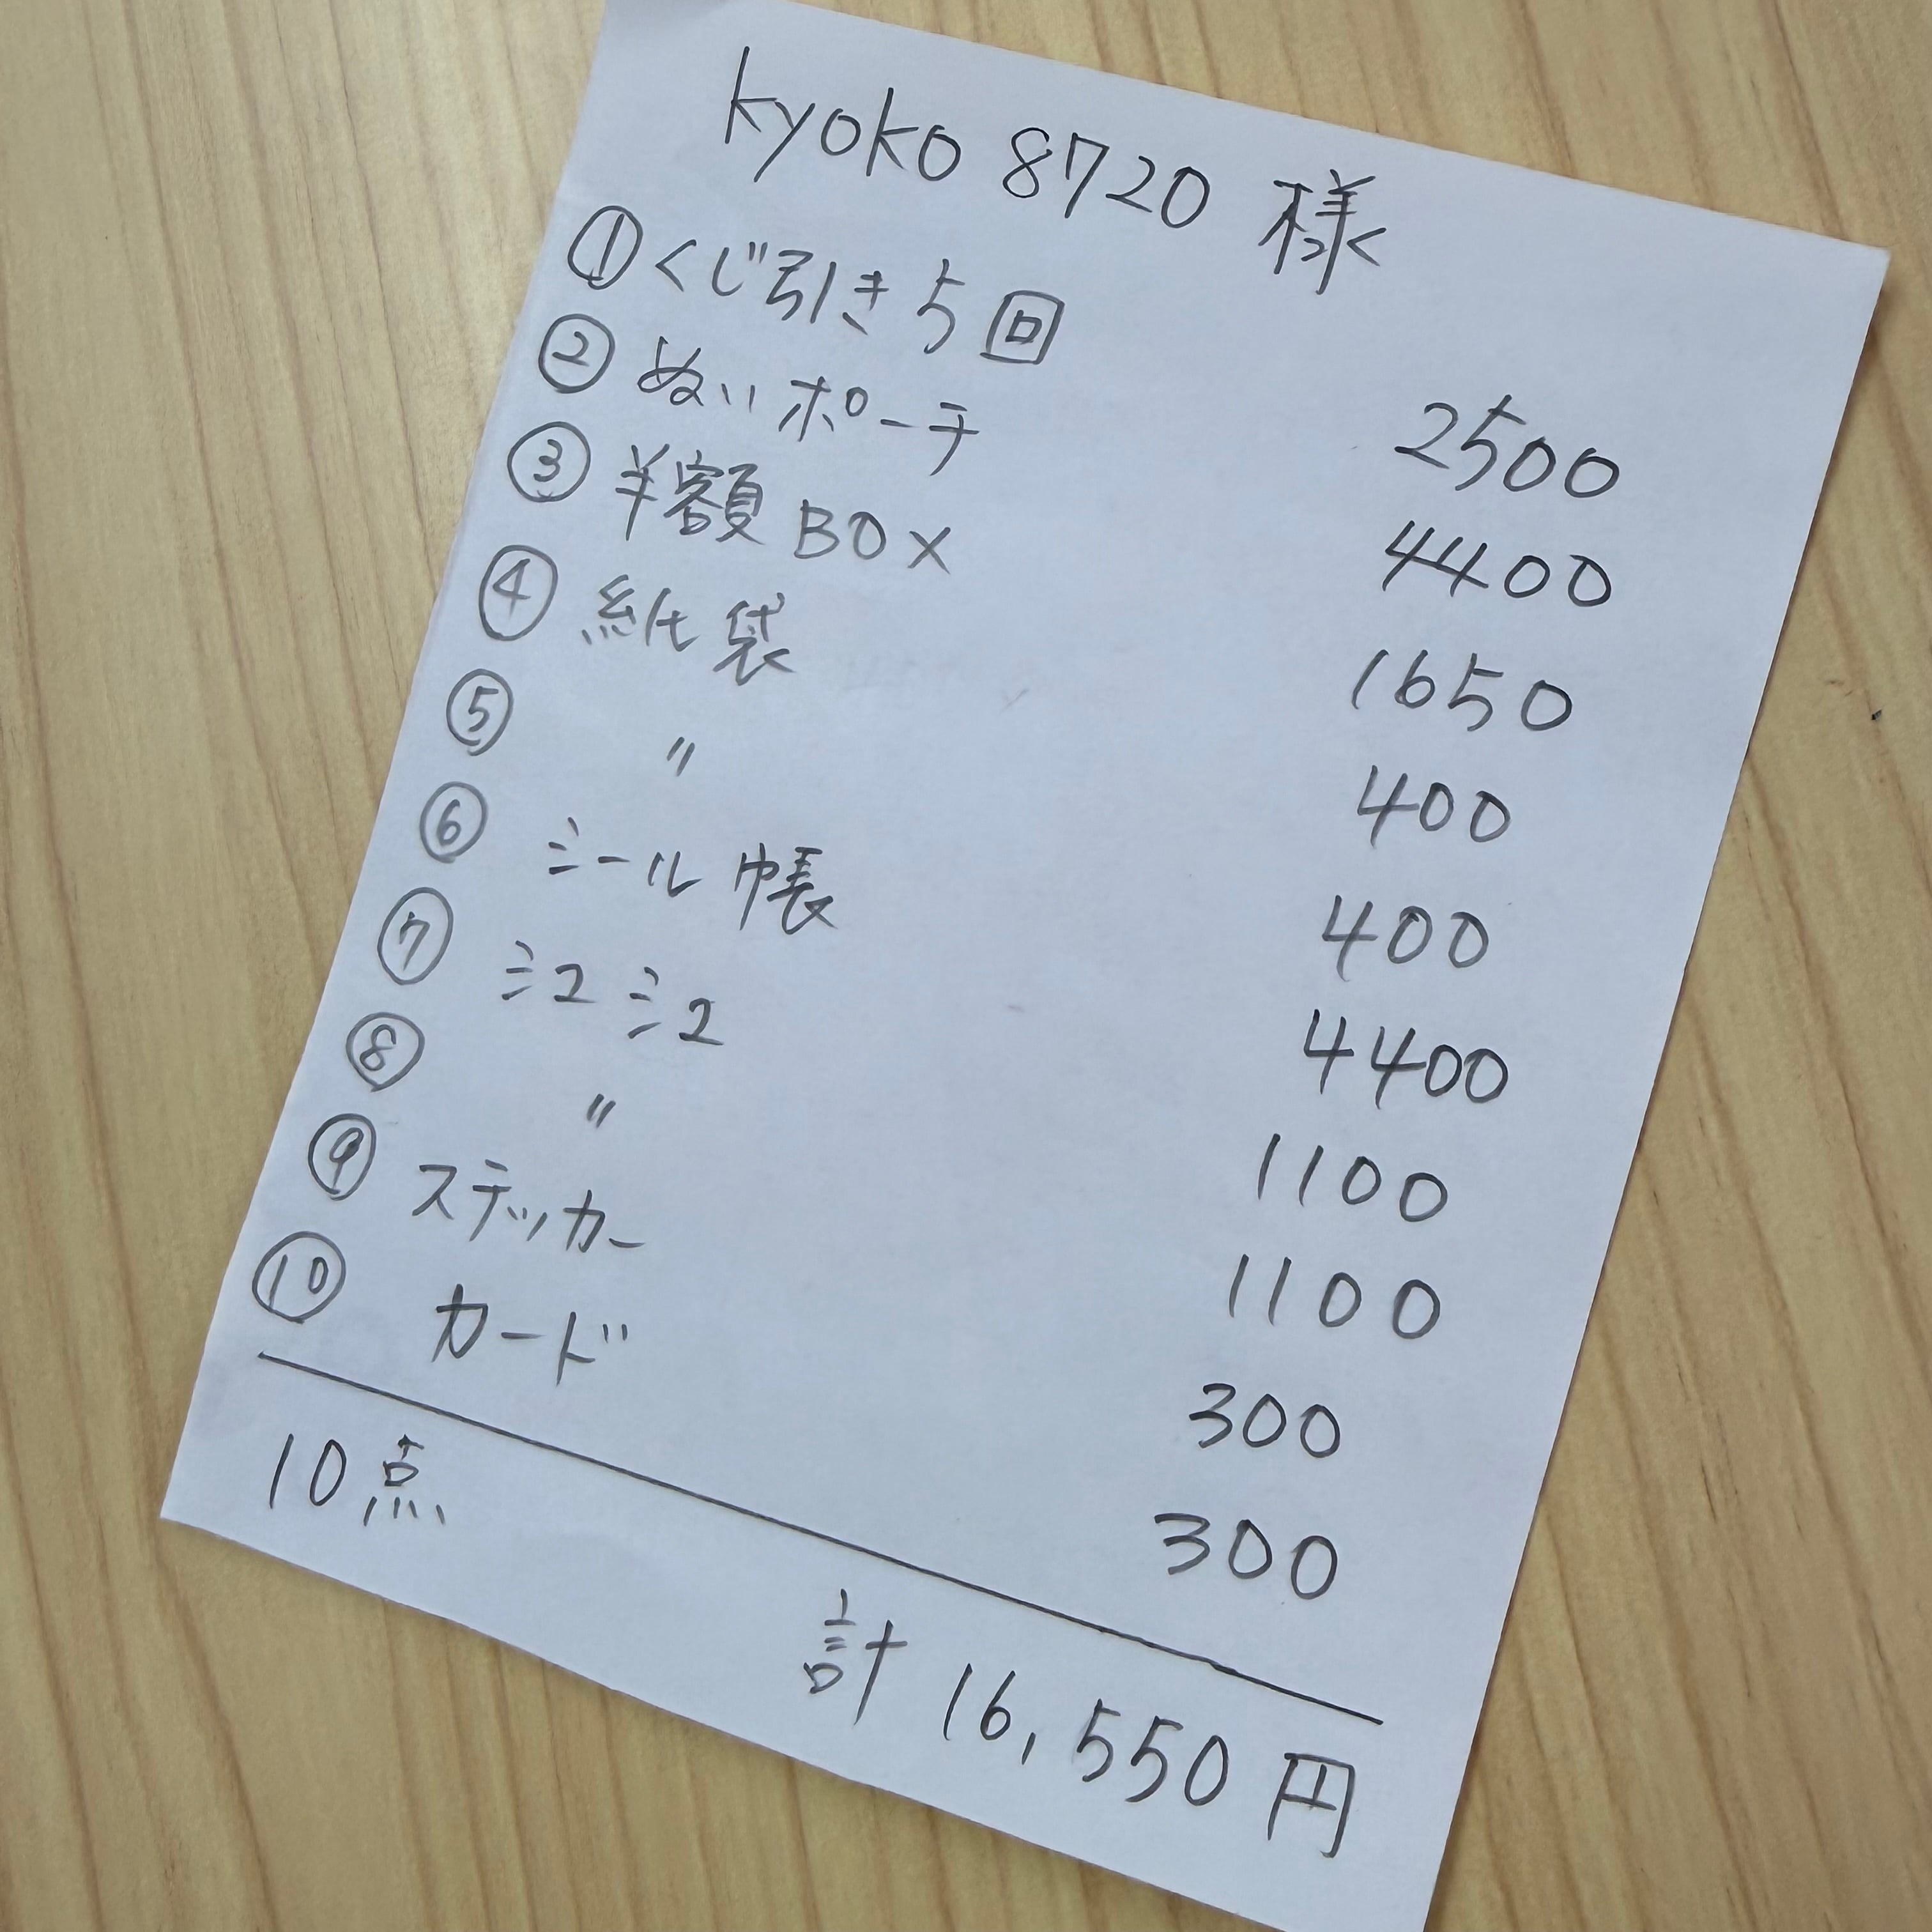 kyoko 8720 様
① くじ引き 5回 2500
② ぬいポーチ 4400
③ 半額 BOX 1650
④ 紙袋 400
⑤ 〃 400
⑥ シール帳 4400
⑦ シュシュ 1100
⑧ 〃 1100
⑨ ステッカー 300
⑩ カード 300
10点
計 16,550円